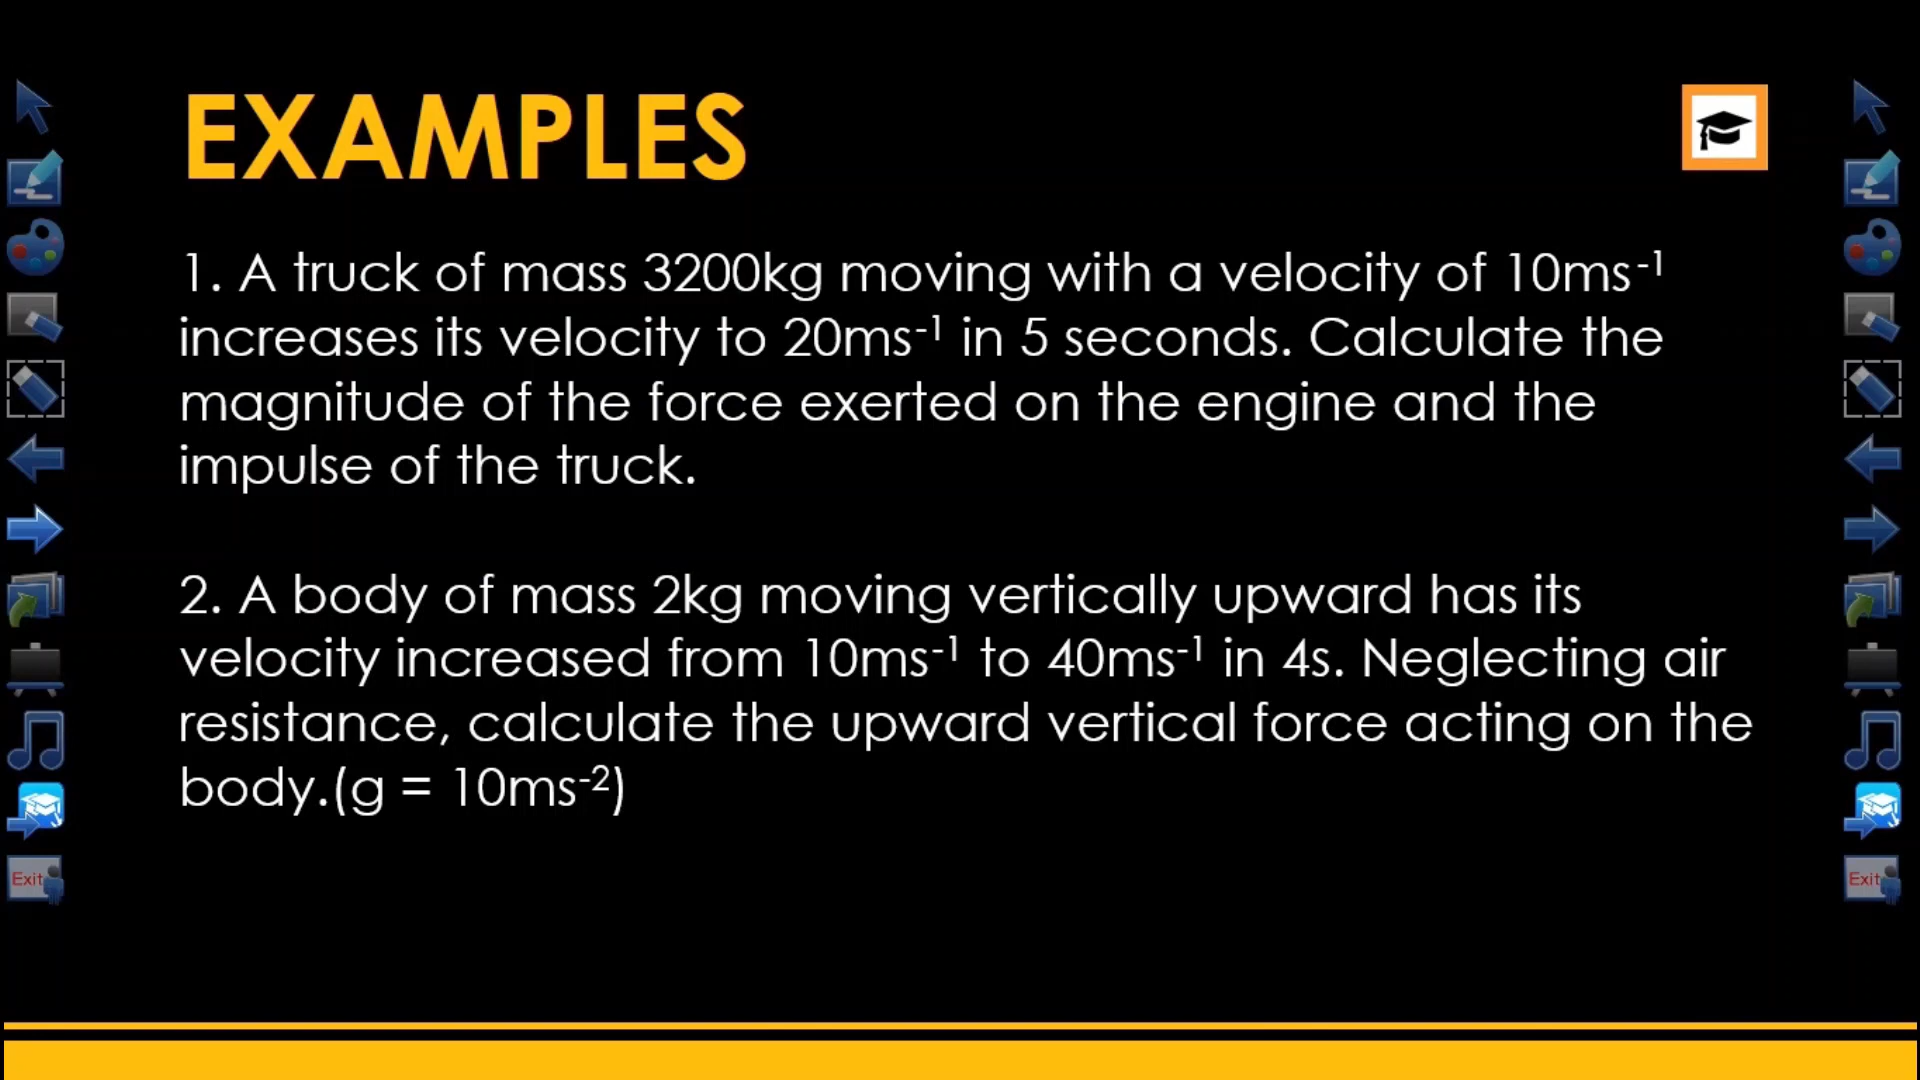 EXAMPLES
1. A truck of mass 3200kg moving with a velocity of 10ms⁻¹
increases its velocity to 20ms⁻¹ in 5 seconds. Calculate the
magnitude of the force exerted on the engine and the
impulse of the truck.
2. A body of mass 2kg moving vertically upward has its
velocity increased from 10ms⁻¹ to 40ms⁻¹ in 4s. Neglecting air
resistance, calculate the upward vertical force acting on the
body.(g = 10ms⁻²)
Exit
Exit